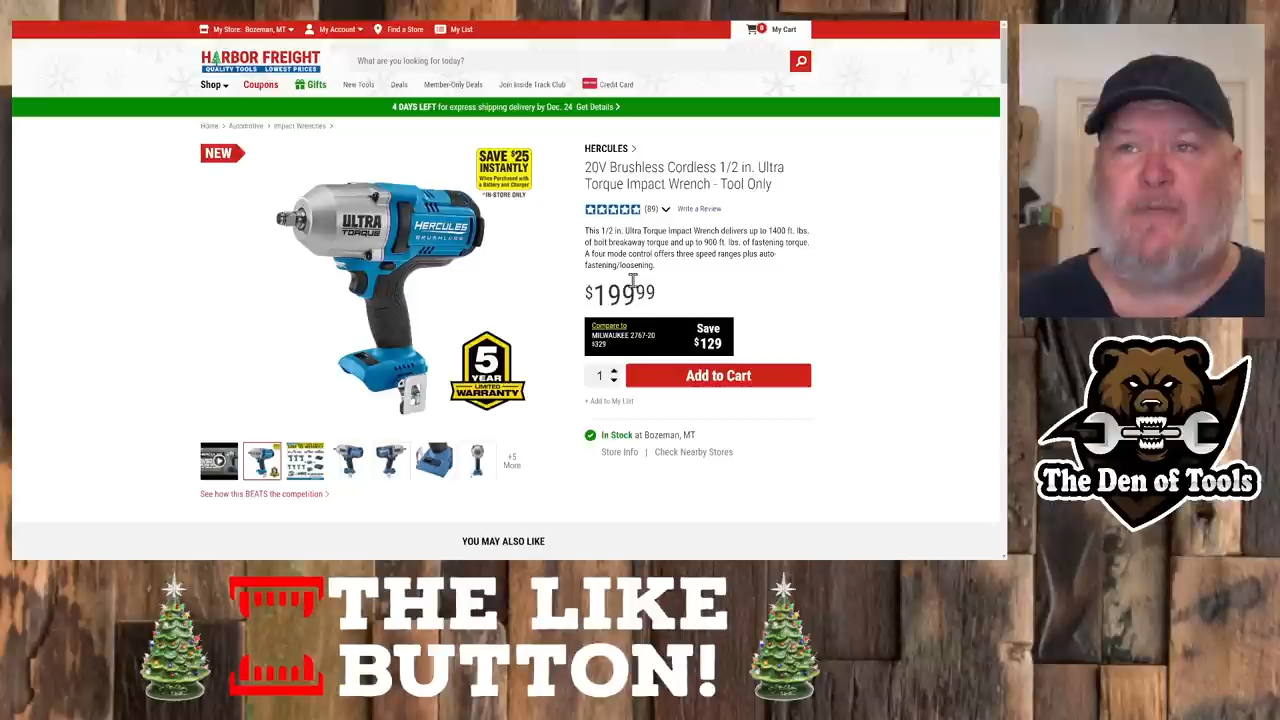 My Store: Bozeman, MT
My Account
Find a Store
My List
0
My Cart
HARBOR FREIGHT
QUALITY TOOLS LOWEST PRICES
What are you looking for today?
Shop
Coupons
Gifts
New Tools
Deals
Member-Only Deals
Join Inside Track Club
Credit Card
4 DAYS LEFT for express shipping delivery by Dec. 24 Get Details >
Home > Automotive > Impact Wrenches >
NEW
SAVE $25
INSTANTLY
When Purchased with
a Battery and Charger
*IN-STORE ONLY
ULTRA
TORQUE
HERCULES
BRUSHLESS
5
YEAR
LIMITED
WARRANTY
+5
More
See how this BEATS the competition >
HERCULES >
20V Brushless Cordless 1/2 in. Ultra
Torque Impact Wrench - Tool Only
(89)
Write a Review
This 1/2 in. Ultra Torque Impact Wrench delivers up to 1400 ft. lbs.
of bolt breakaway torque and up to 900 ft. lbs. of fastening torque.
A four mode control offers three speed ranges plus auto-
fastening/loosening.
$199 99
Compare to
MILWAUKEE 2767-20
$329
Save
$129
1
Add to Cart
+ Add to My List
In Stock at Bozeman, MT
Store Info | Check Nearby Stores
YOU MAY ALSO LIKE
The Den of Tools
THE LIKE
BUTTON!